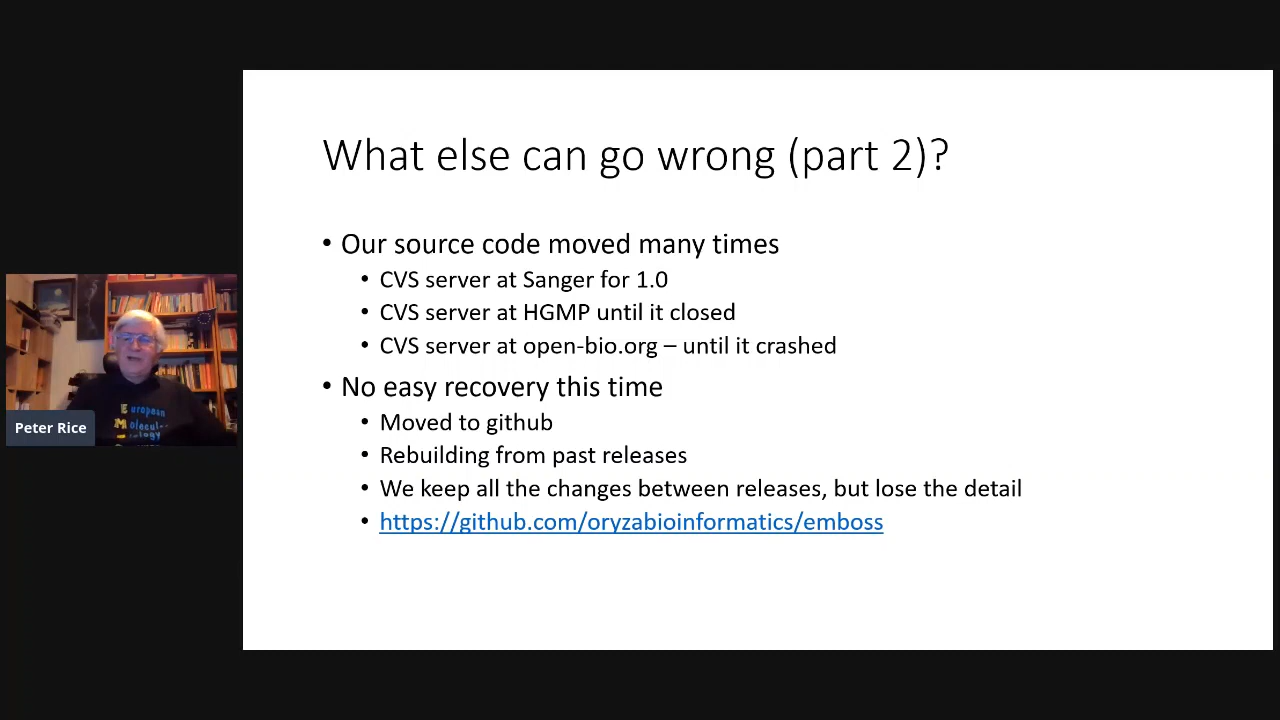 What else can go wrong (part 2)?
• Our source code moved many times
• CVS server at Sanger for 1.0
• CVS server at HGMP until it closed
• CVS server at open-bio.org – until it crashed
• No easy recovery this time
• Moved to github
• Rebuilding from past releases
• We keep all the changes between releases, but lose the detail
• https://github.com/oryzabioinformatics/emboss
Peter Rice
European
Molecular